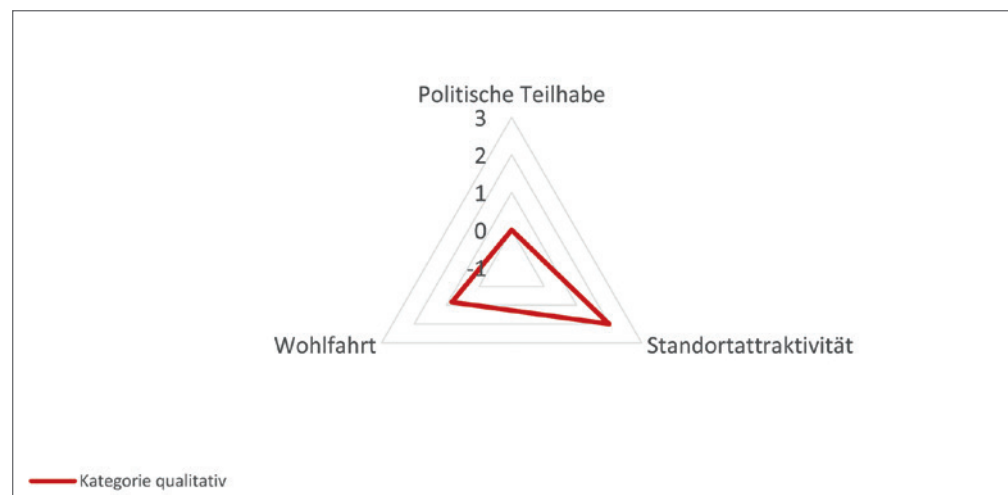 Politische Teilhabe
3
2
1
0
-1
Wohlfahrt
Standortattraktivität
Kategorie qualitativ